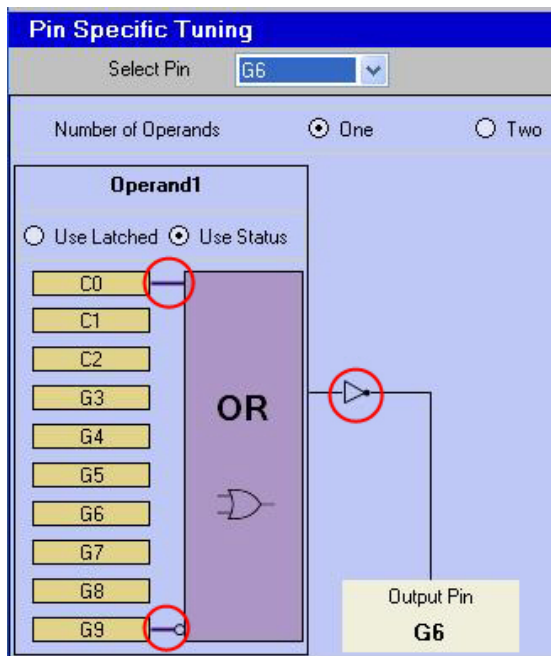 Pin Specific Tuning
Select Pin G6
Number of Operands One Two
Operand1
Use Latched Use Status
C0
C1
C2
G3
G4
G5
G6
G7
G8
G9
OR
Output Pin
G6